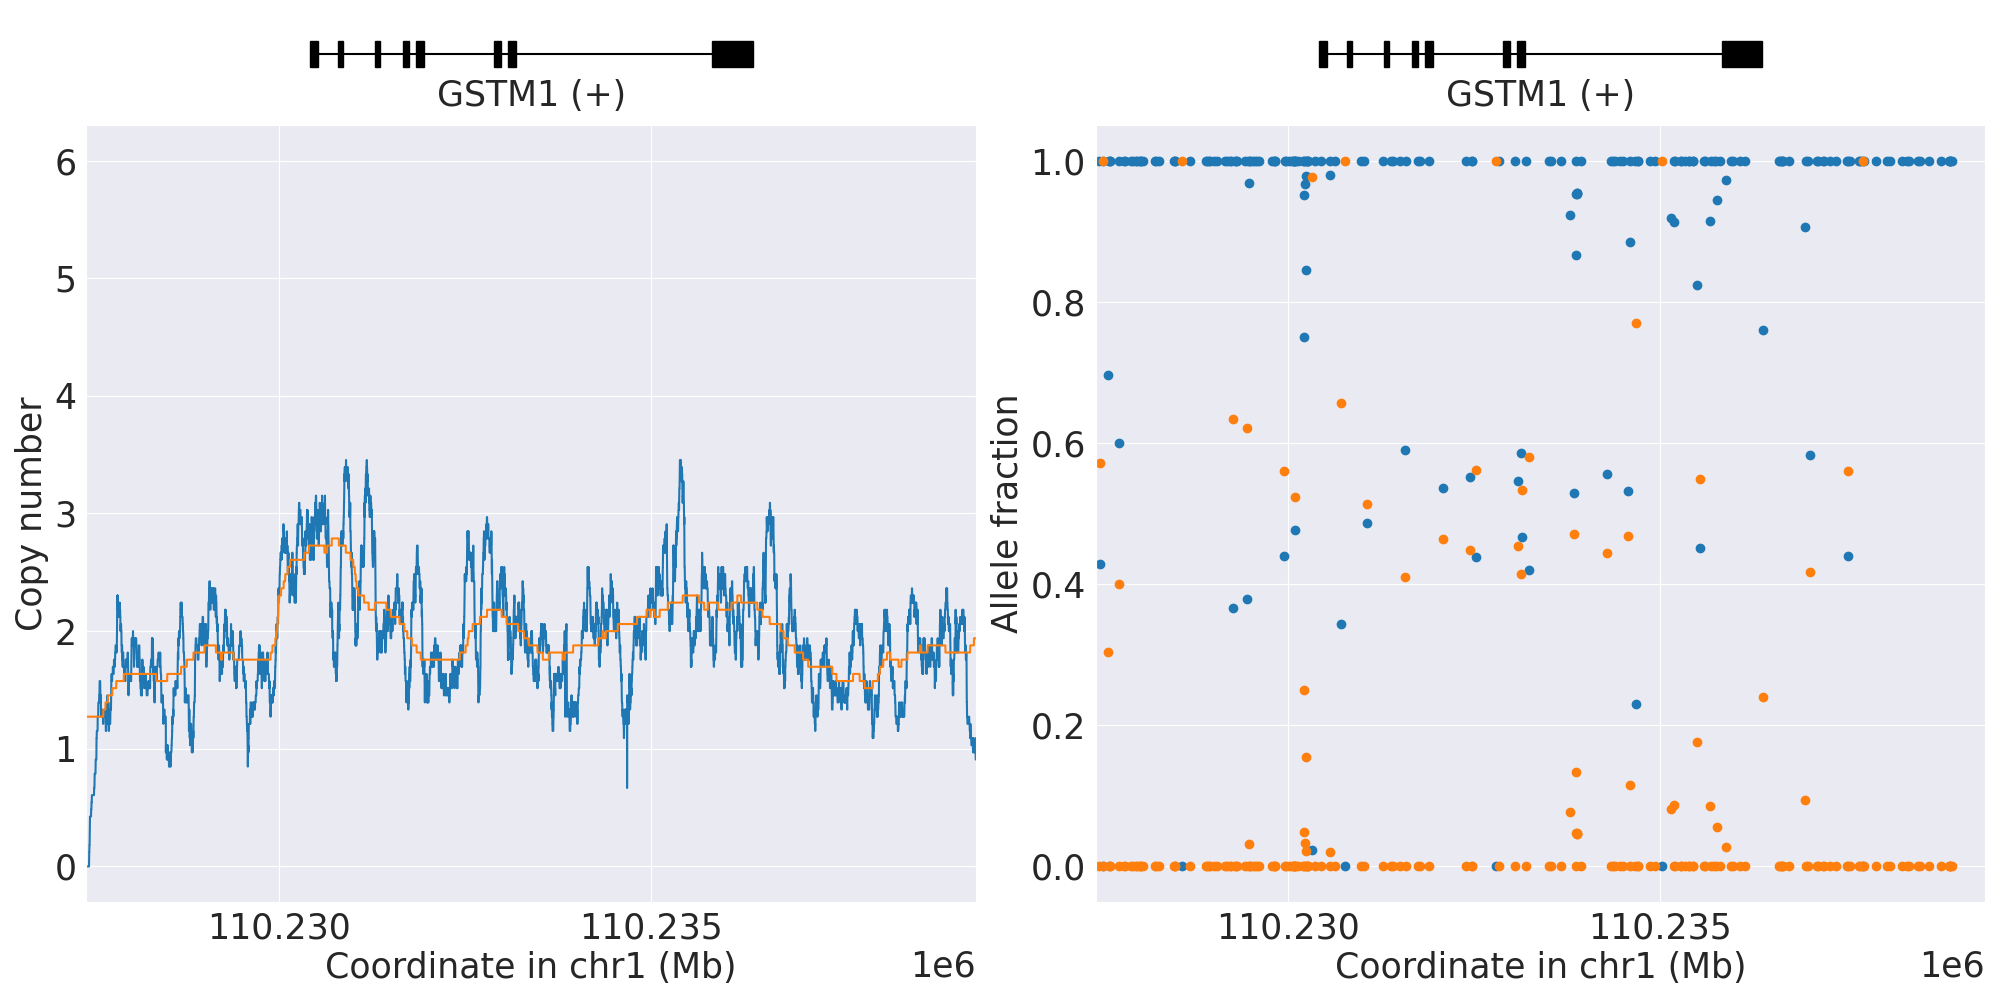 GSTM1 (+)
6
5
4
3
2
1
0
Copy number
110.230
110.235
Coordinate in chr1 (Mb)
1e6
GSTM1 (+)
1.0
0.8
0.6
0.4
0.2
0.0
Allele fraction
110.230
110.235
Coordinate in chr1 (Mb)
1e6